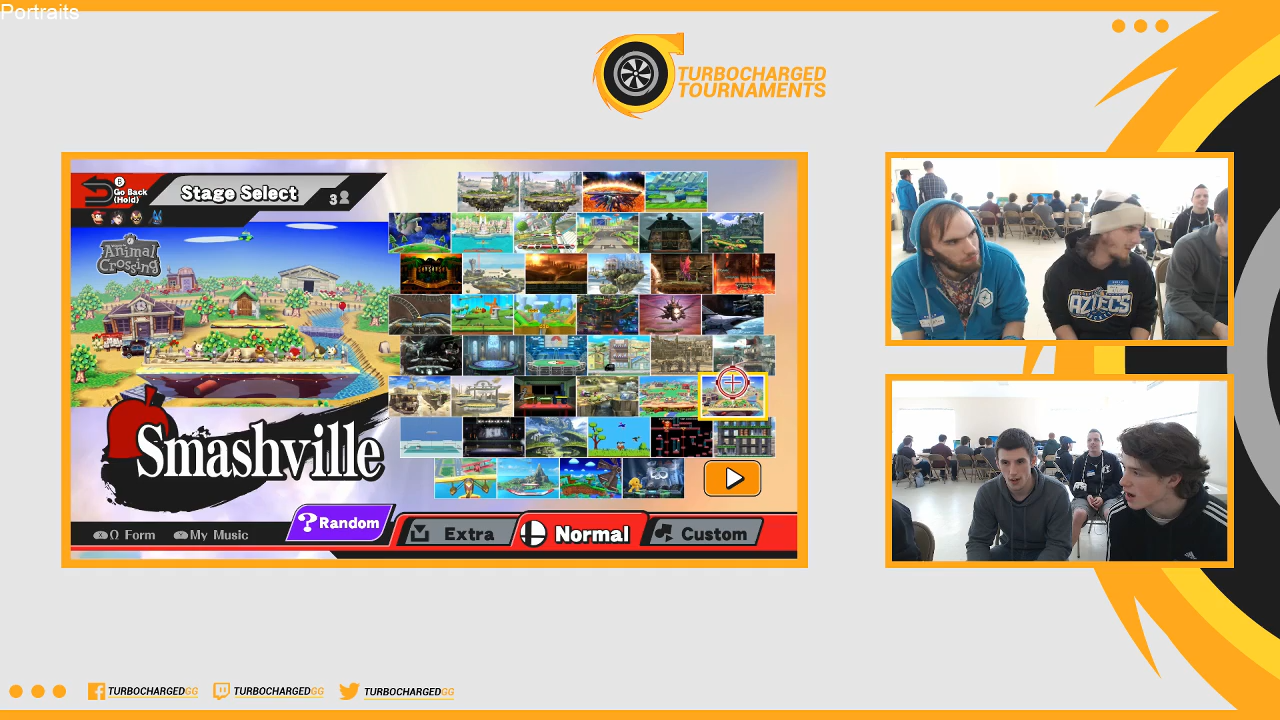 Portraits
TURBOCHARGED
TOURNAMENTS
B
Go Back
(Hold)
Stage Select
3
Animal
Crossing
Smashville
Ω Form
My Music
? Random
Extra
Normal
Custom
AZTECS
TURBOCHARGEDGG
TURBOCHARGEDGG
TURBOCHARGEDGG